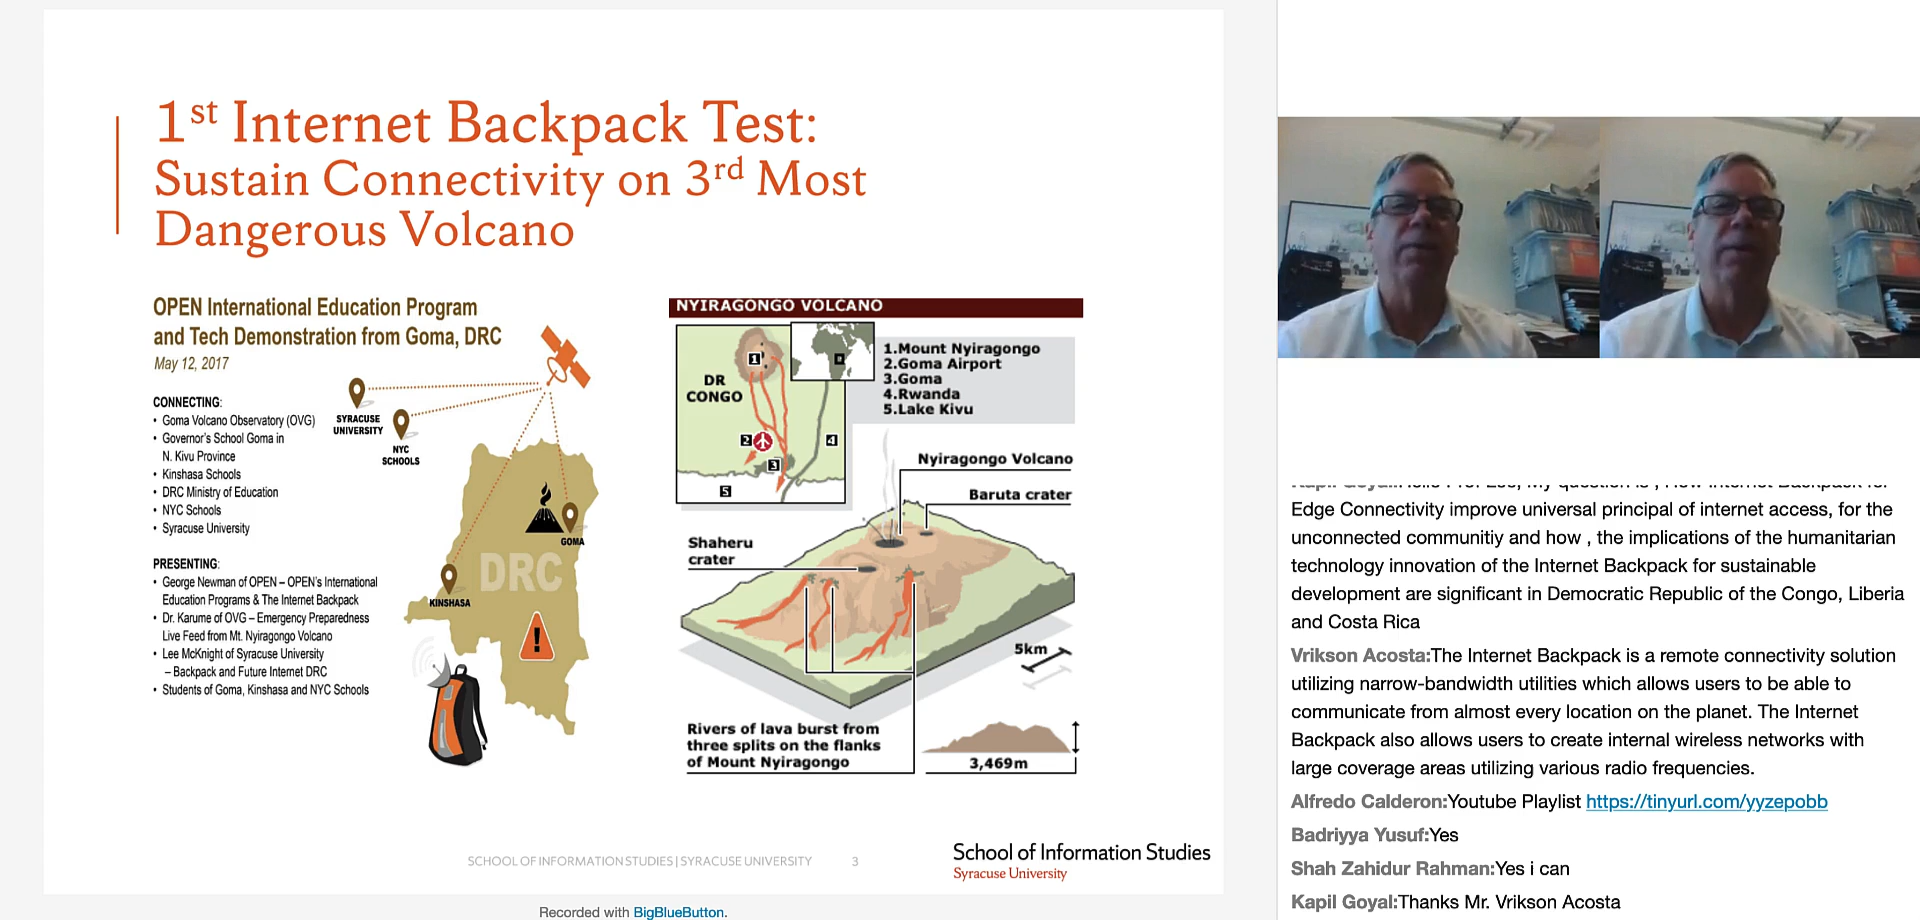 1st Internet Backpack Test:
Sustain Connectivity on 3rd Most
Dangerous Volcano
OPEN International Education Program
and Tech Demonstration from Goma, DRC
May 12, 2017
CONNECTING:
• Goma Volcano Observatory (OVG)
• Governor's School Goma in
N. Kivu Province
• Kinshasa Schools
• DRC Ministry of Education
• NYC Schools
• Syracuse University
PRESENTING:
• George Newman of OPEN – OPEN's International
Education Programs & The Internet Backpack
• Dr. Karume of OVG – Emergency Preparedness
Live Feed from Mt. Nyiragongo Volcano
• Lee McKnight of Syracuse University
– Backpack and Future Internet DRC
• Students of Goma, Kinshasa and NYC Schools
SYRACUSE
UNIVERSITY
NYC
SCHOOLS
GOMA
DRC
KINSHASA
!
NYIRAGONGO VOLCANO
1
DR
CONGO
2
3
4
5
1.Mount Nyiragongo
2.Goma Airport
3.Goma
4.Rwanda
5.Lake Kivu
Nyiragongo Volcano
Baruta crater
Shaheru
crater
5km
Rivers of lava burst from
three splits on the flanks
of Mount Nyiragongo
3,469m
SCHOOL OF INFORMATION STUDIES | SYRACUSE UNIVERSITY 3
School of Information Studies
Syracuse University
Recorded with BigBlueButton.
Edge Connectivity improve universal principal of internet access, for the
unconnected communitiy and how , the implications of the humanitarian
technology innovation of the Internet Backpack for sustainable
development are significant in Democratic Republic of the Congo, Liberia
and Costa Rica
Vrikson Acosta:The Internet Backpack is a remote connectivity solution
utilizing narrow-bandwidth utilities which allows users to be able to
communicate from almost every location on the planet. The Internet
Backpack also allows users to create internal wireless networks with
large coverage areas utilizing various radio frequencies.
Alfredo Calderon:Youtube Playlist https://tinyurl.com/yyzepobb
Badriyya Yusuf:Yes
Shah Zahidur Rahman:Yes i can
Kapil Goyal:Thanks Mr. Vrikson Acosta